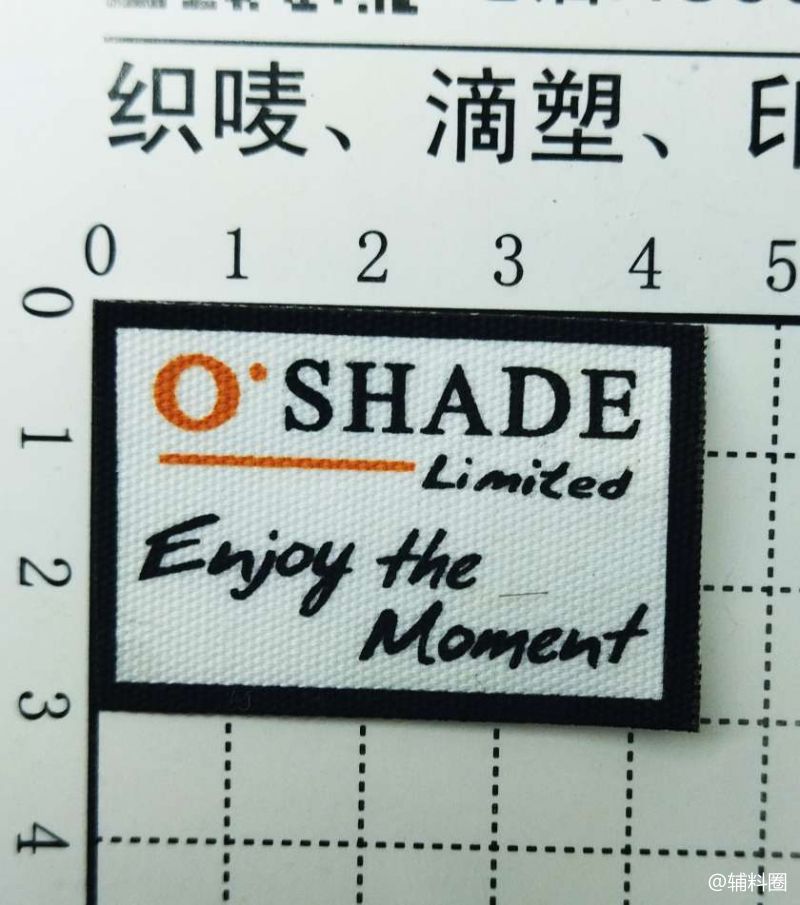 织唛、滴塑、印
0 1 2 3 4 5
0
1
2
3
4
O'SHADE
Limited
Enjoy the
Moment
@辅料圈